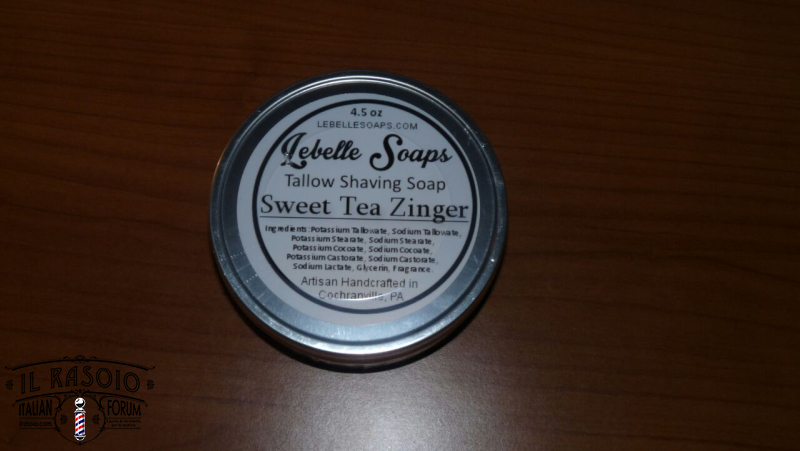 4.5 oz
LEBELLESOAPS.COM
Lebelle Soaps
Tallow Shaving Soap
Sweet Tea Zinger
Ingredients: Potassium Tallowate, Sodium Tallowate,
Potassium Stearate, Sodium Stearate,
Potassium Cocoate, Sodium Cocoate,
Potassium Castorate, Sodium Castorate,
Sodium Lactate, Glycerin, Fragrance.
Artisan Handcrafted in
Cochranville, PA
IL RASOIO
ITALIAN FORUM